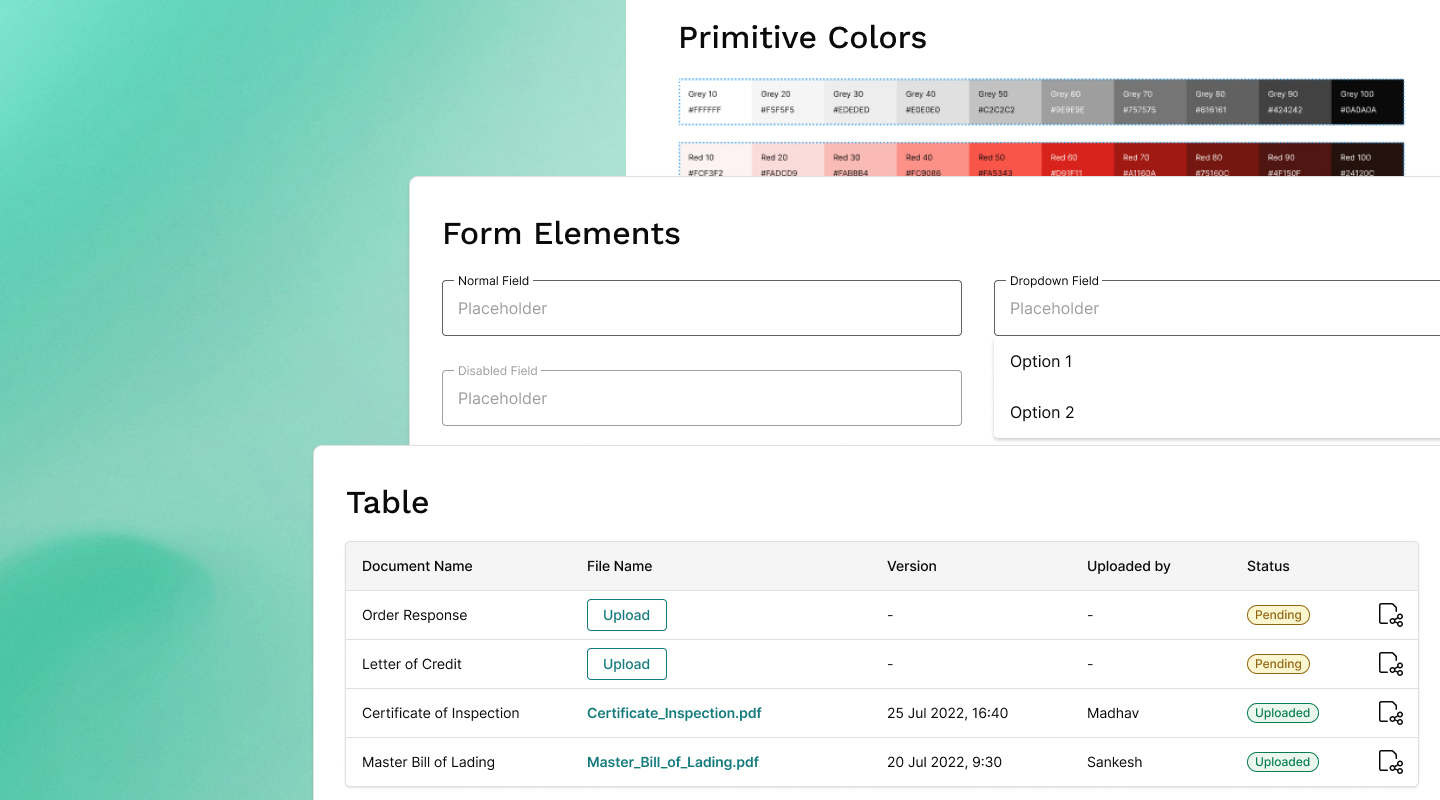 Primitive Colors
Grey 10 Grey 20 Grey 30 Grey 40 Grey 50 Grey 60 Grey 70 Grey 80 Grey 90 Grey 100
#FFFFFF #F5F5F5 #EDEDED #E0E0E0 #C2C2C2 #9E9E9E #757575 #616161 #424242 #0A0A0A
Red 10 Red 20 Red 30 Red 40 Red 50 Red 60 Red 70 Red 80 Red 90 Red 100
#FCF3F2 #FADCD9 #FABBB4 #FC9086 #FA5343 #D91F11 #A1160A #75160C #4F150F #24120C
Form Elements
Normal Field Dropdown Field
Placeholder Placeholder
Option 1
Disabled Field
Placeholder
Option 2
Table
Document Name File Name Version Uploaded by Status
Order Response Upload - - Pending
Letter of Credit Upload - - Pending
Certificate of Inspection Certificate_Inspection.pdf 25 Jul 2022, 16:40 Madhav Uploaded
Master Bill of Lading Master_Bill_of_Lading.pdf 20 Jul 2022, 9:30 Sankesh Uploaded